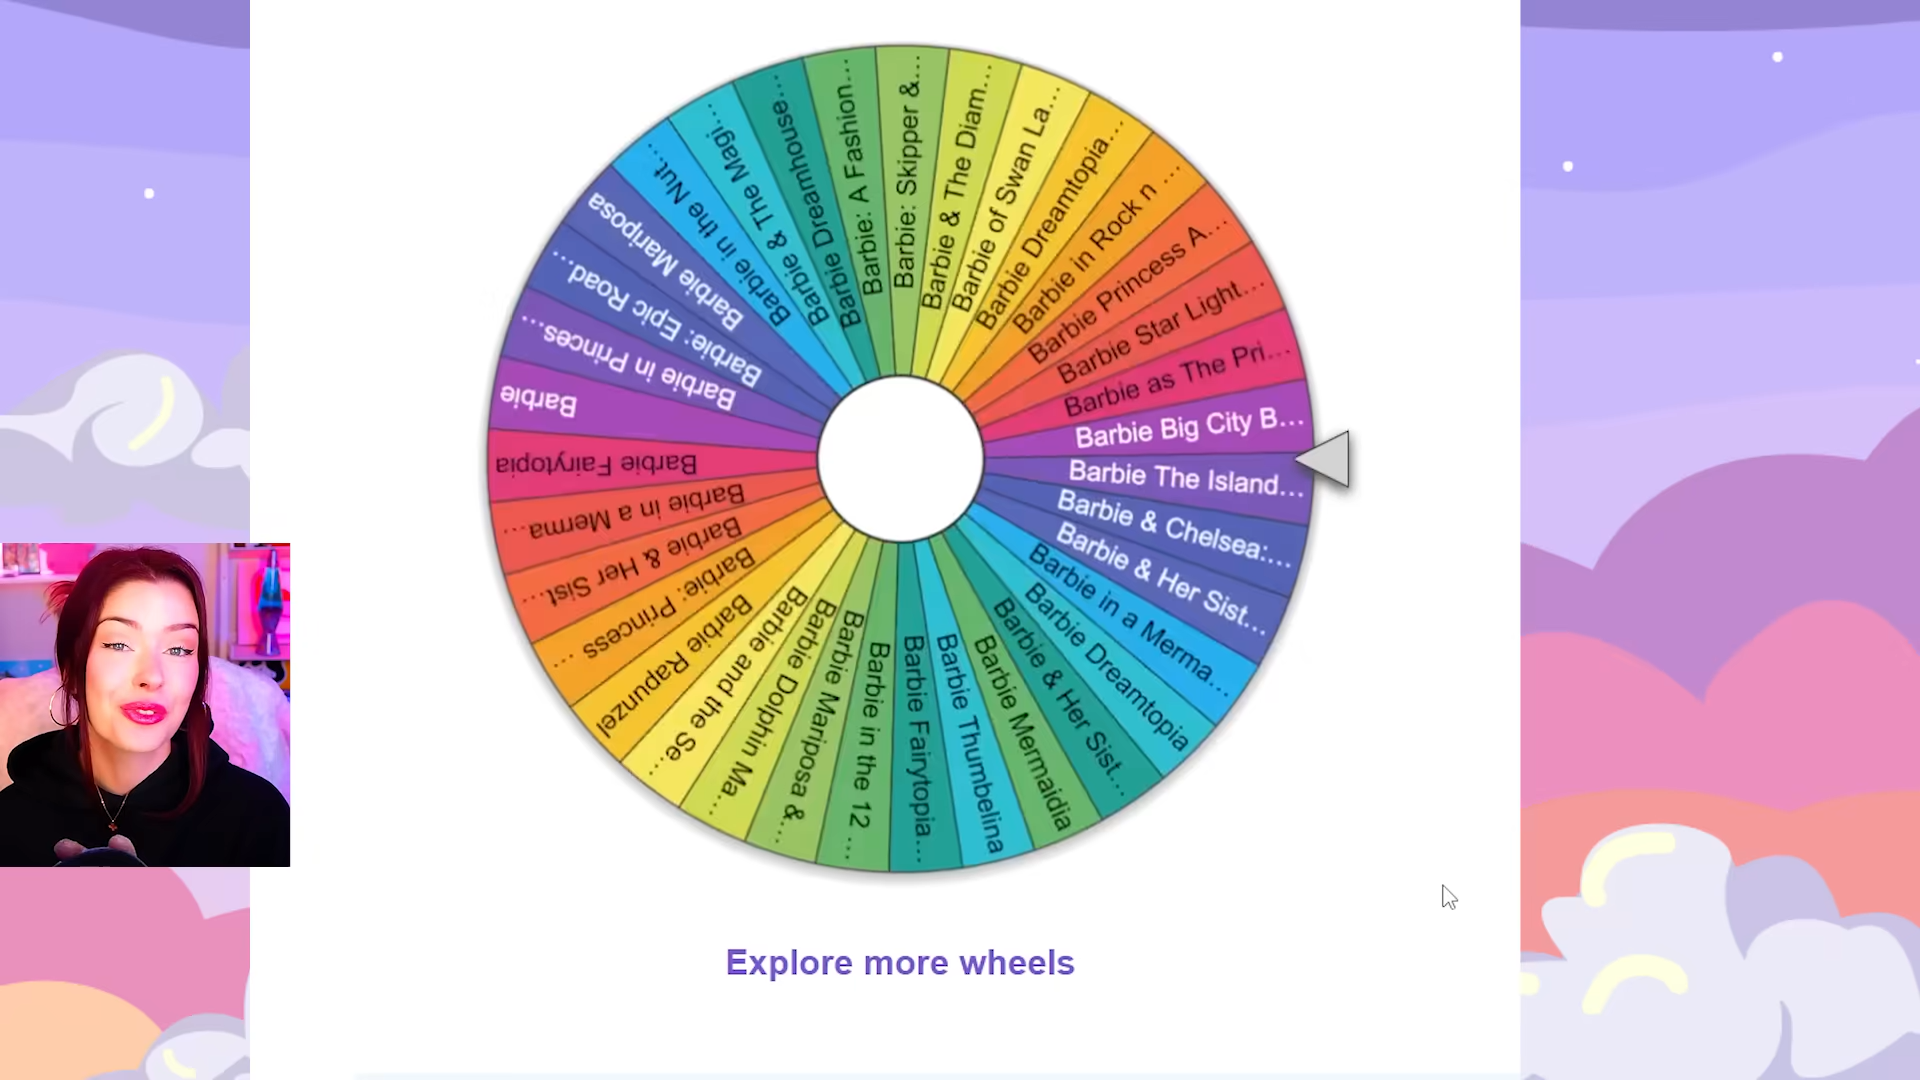 Barbie: Skipper &...
Barbie & The Diam...
Barbie of Swan La...
Barbie Dreamtopia...
Barbie in Rock n ...
Barbie Princess A...
Barbie Star Light...
Barbie as The Pri...
Barbie Big City B...
Barbie The Island...
Barbie & Chelsea:...
Barbie & Her Sist...
Barbie in a Merma...
Barbie Dreamtopia
Barbie & Her Sist...
Barbie Mermaidia
Barbie Thumbelina
Barbie Fairytopia...
Barbie in the 12 ...
Barbie Mariposa &...
Barbie Dolphin Ma...
Barbie and the Se...
Barbie Rapunzel
Barbie: Princess ...
Barbie & Her Sist...
Barbie in a Merma...
Barbie Fairytopia
Barbie
Barbie in Princes...
Barbie: Epic Road...
Barbie Mariposa
Barbie in the Nut...
Barbie & The Magi...
Barbie Dreamhouse...
Barbie: A Fashion...
Explore more wheels